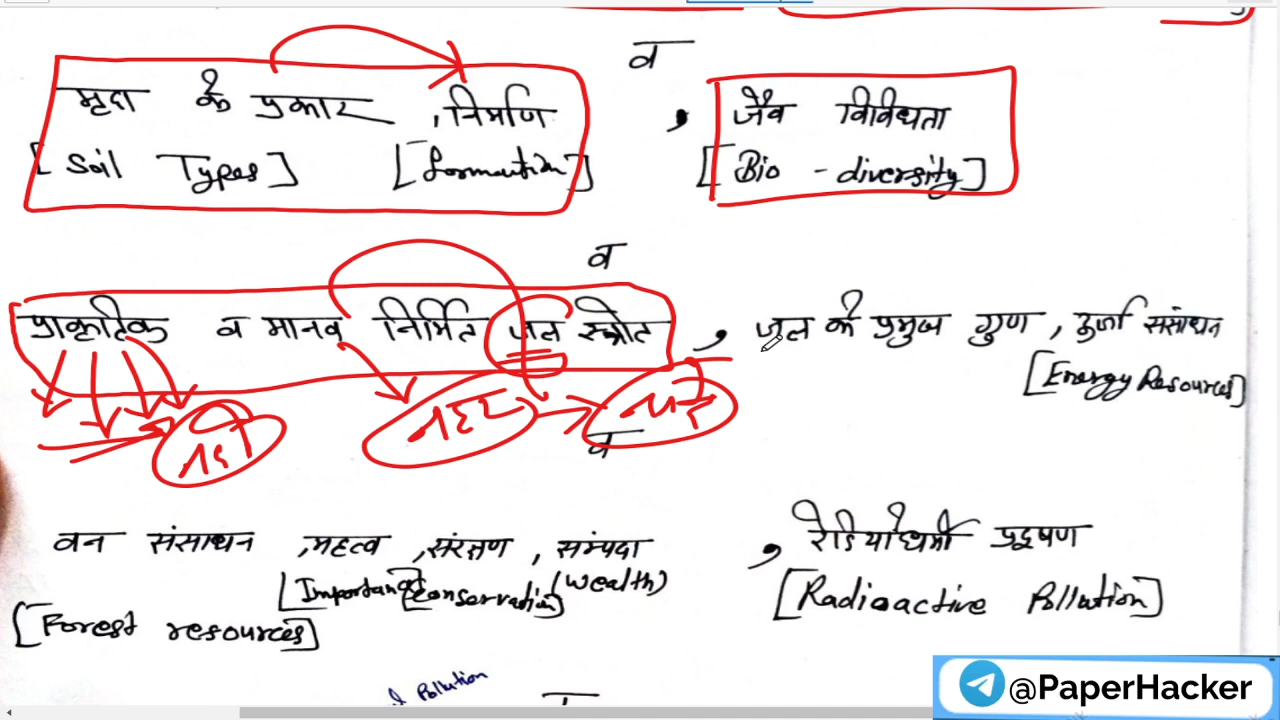 व
मृदा के प्रकार , निर्माण , जैव विविधता
[Soil Types] [formation] [Bio - diversity]
व
प्राकृतिक व मानव निर्मित जल स्त्रोत , जल के प्रमुख गुण , ऊर्जा संसाधन
[Energy Resources]
नदी नहर
व
वन संसाधन , महत्व , संरक्षण , सम्पदा , रेडियोधर्मी प्रदूषण
[Importance] [conservation] (wealth) [Radioactive Pollution]
[Forest resources]
Pollution
@PaperHacker